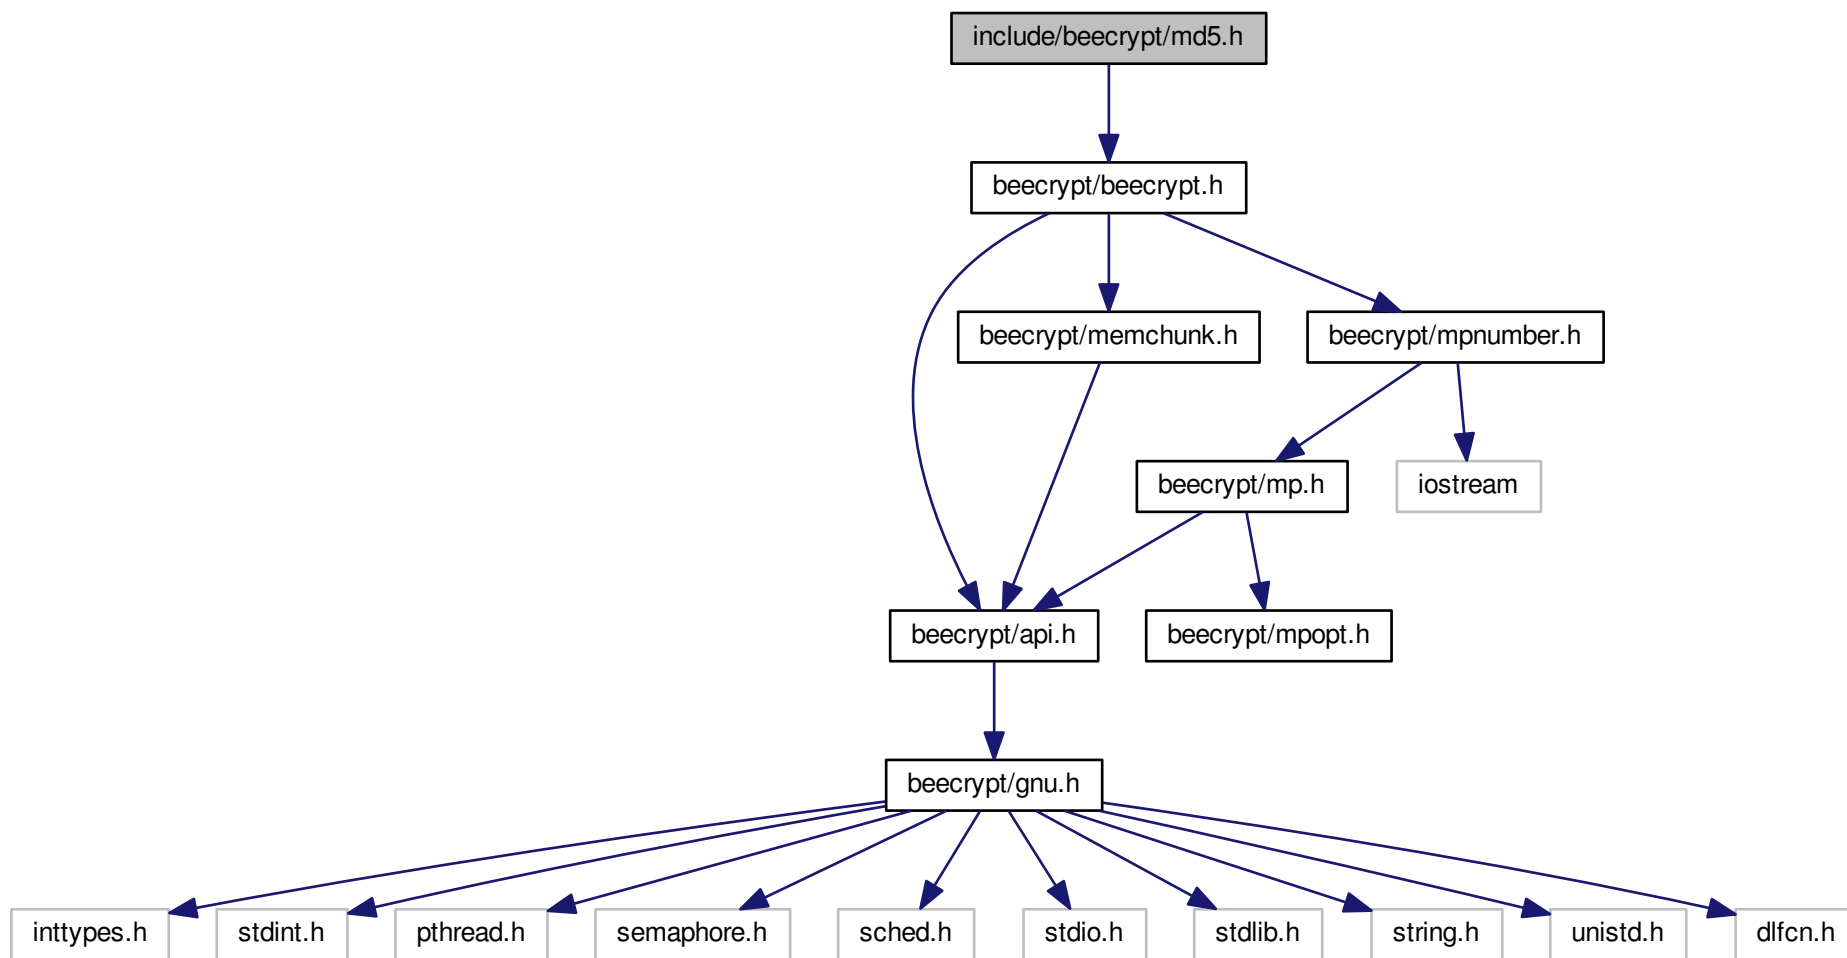 include/beecrypt/md5.h
beecrypt/beecrypt.h
beecrypt/memchunk.h
beecrypt/mpnumber.h
beecrypt/mp.h
iostream
beecrypt/api.h
beecrypt/mpopt.h
beecrypt/gnu.h
inttypes.h
stdint.h
pthread.h
semaphore.h
sched.h
stdio.h
stdlib.h
string.h
unistd.h
dlfcn.h